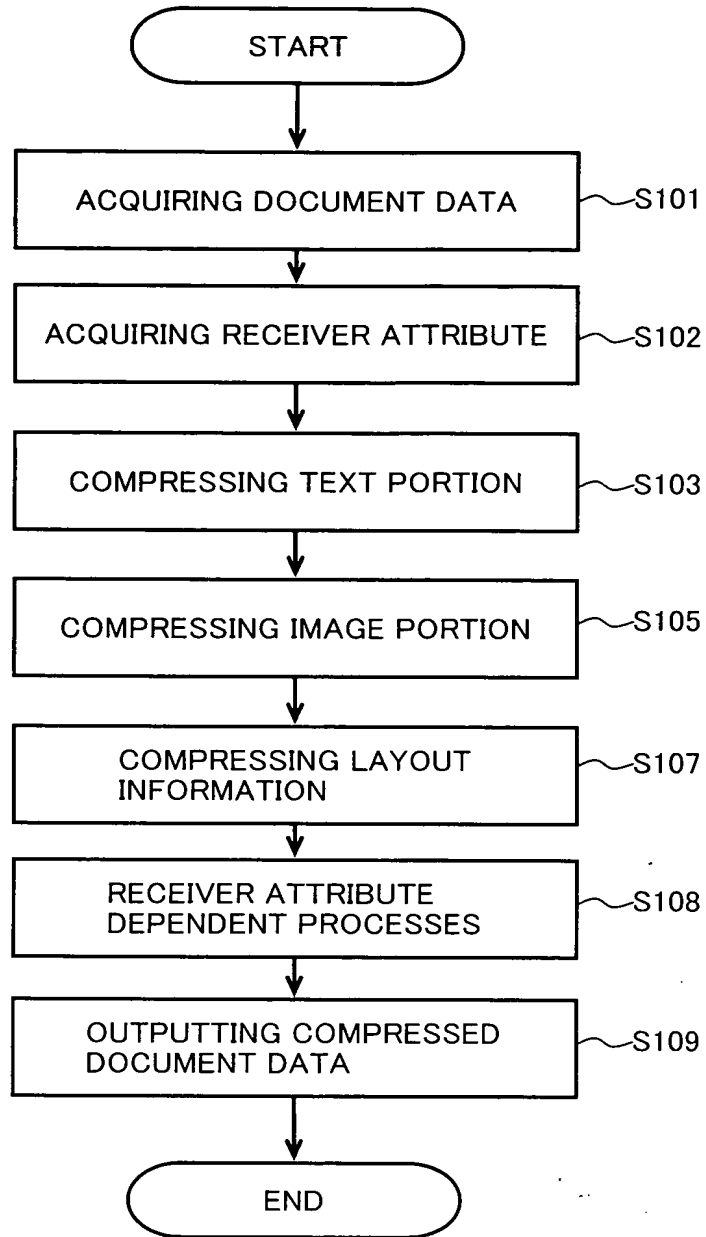 START
ACQUIRING DOCUMENT DATA
S101
ACQUIRING RECEIVER ATTRIBUTE
S102
COMPRESSING TEXT PORTION
S103
COMPRESSING IMAGE PORTION
S105
COMPRESSING LAYOUT
INFORMATION
S107
RECEIVER ATTRIBUTE
DEPENDENT PROCESSES
S108
OUTPUTTING COMPRESSED
DOCUMENT DATA
S109
END